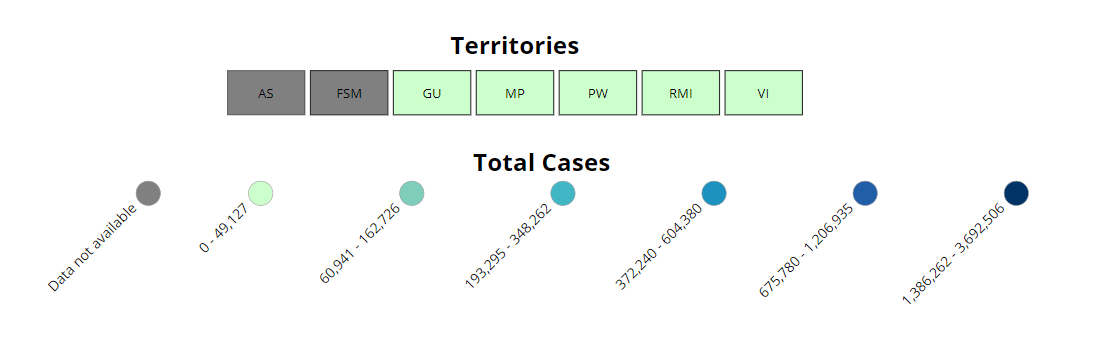 Territories
AS FSM GU MP PW RMI VI
Total Cases
Data not available
0 - 49,127
60,941 - 162,726
193,295 - 348,262
372,240 - 604,380
675,780 - 1,206,935
1,386,262 - 3,692,506